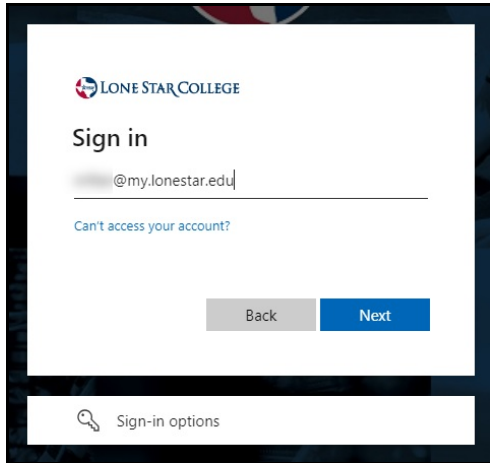 LONE STAR COLLEGE
Sign in
@my.lonestar.edu
Can't access your account?
Back Next
Sign-in options